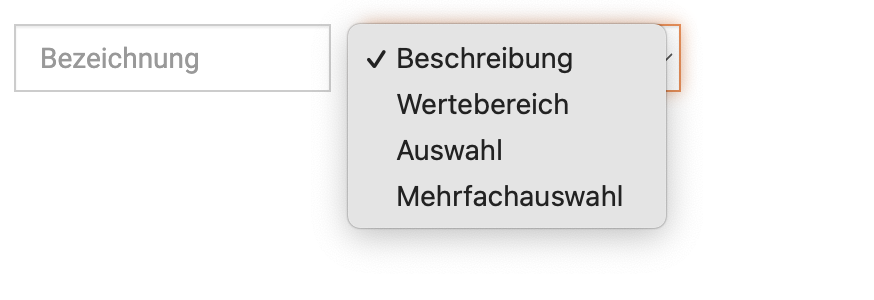 Bezeichnung
✓ Beschreibung
Wertebereich
Auswahl
Mehrfachauswahl